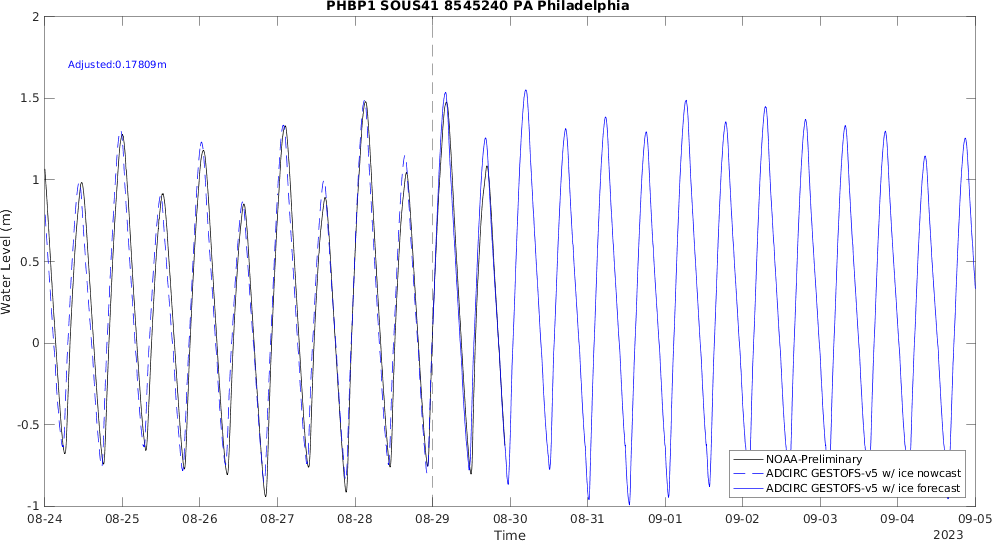 PHBP1 SOUS41 8545240 PA Philadelphia
2
Adjusted:0.17809m
1.5
1
0.5
0
-0.5
-1
Water Level (m)
NOAA-Preliminary
ADCIRC GESTOFS-v5 w/ ice nowcast
ADCIRC GESTOFS-v5 w/ ice forecast
08-24 08-25 08-26 08-27 08-28 08-29 08-30 08-31 09-01 09-02 09-03 09-04 09-05
Time
2023